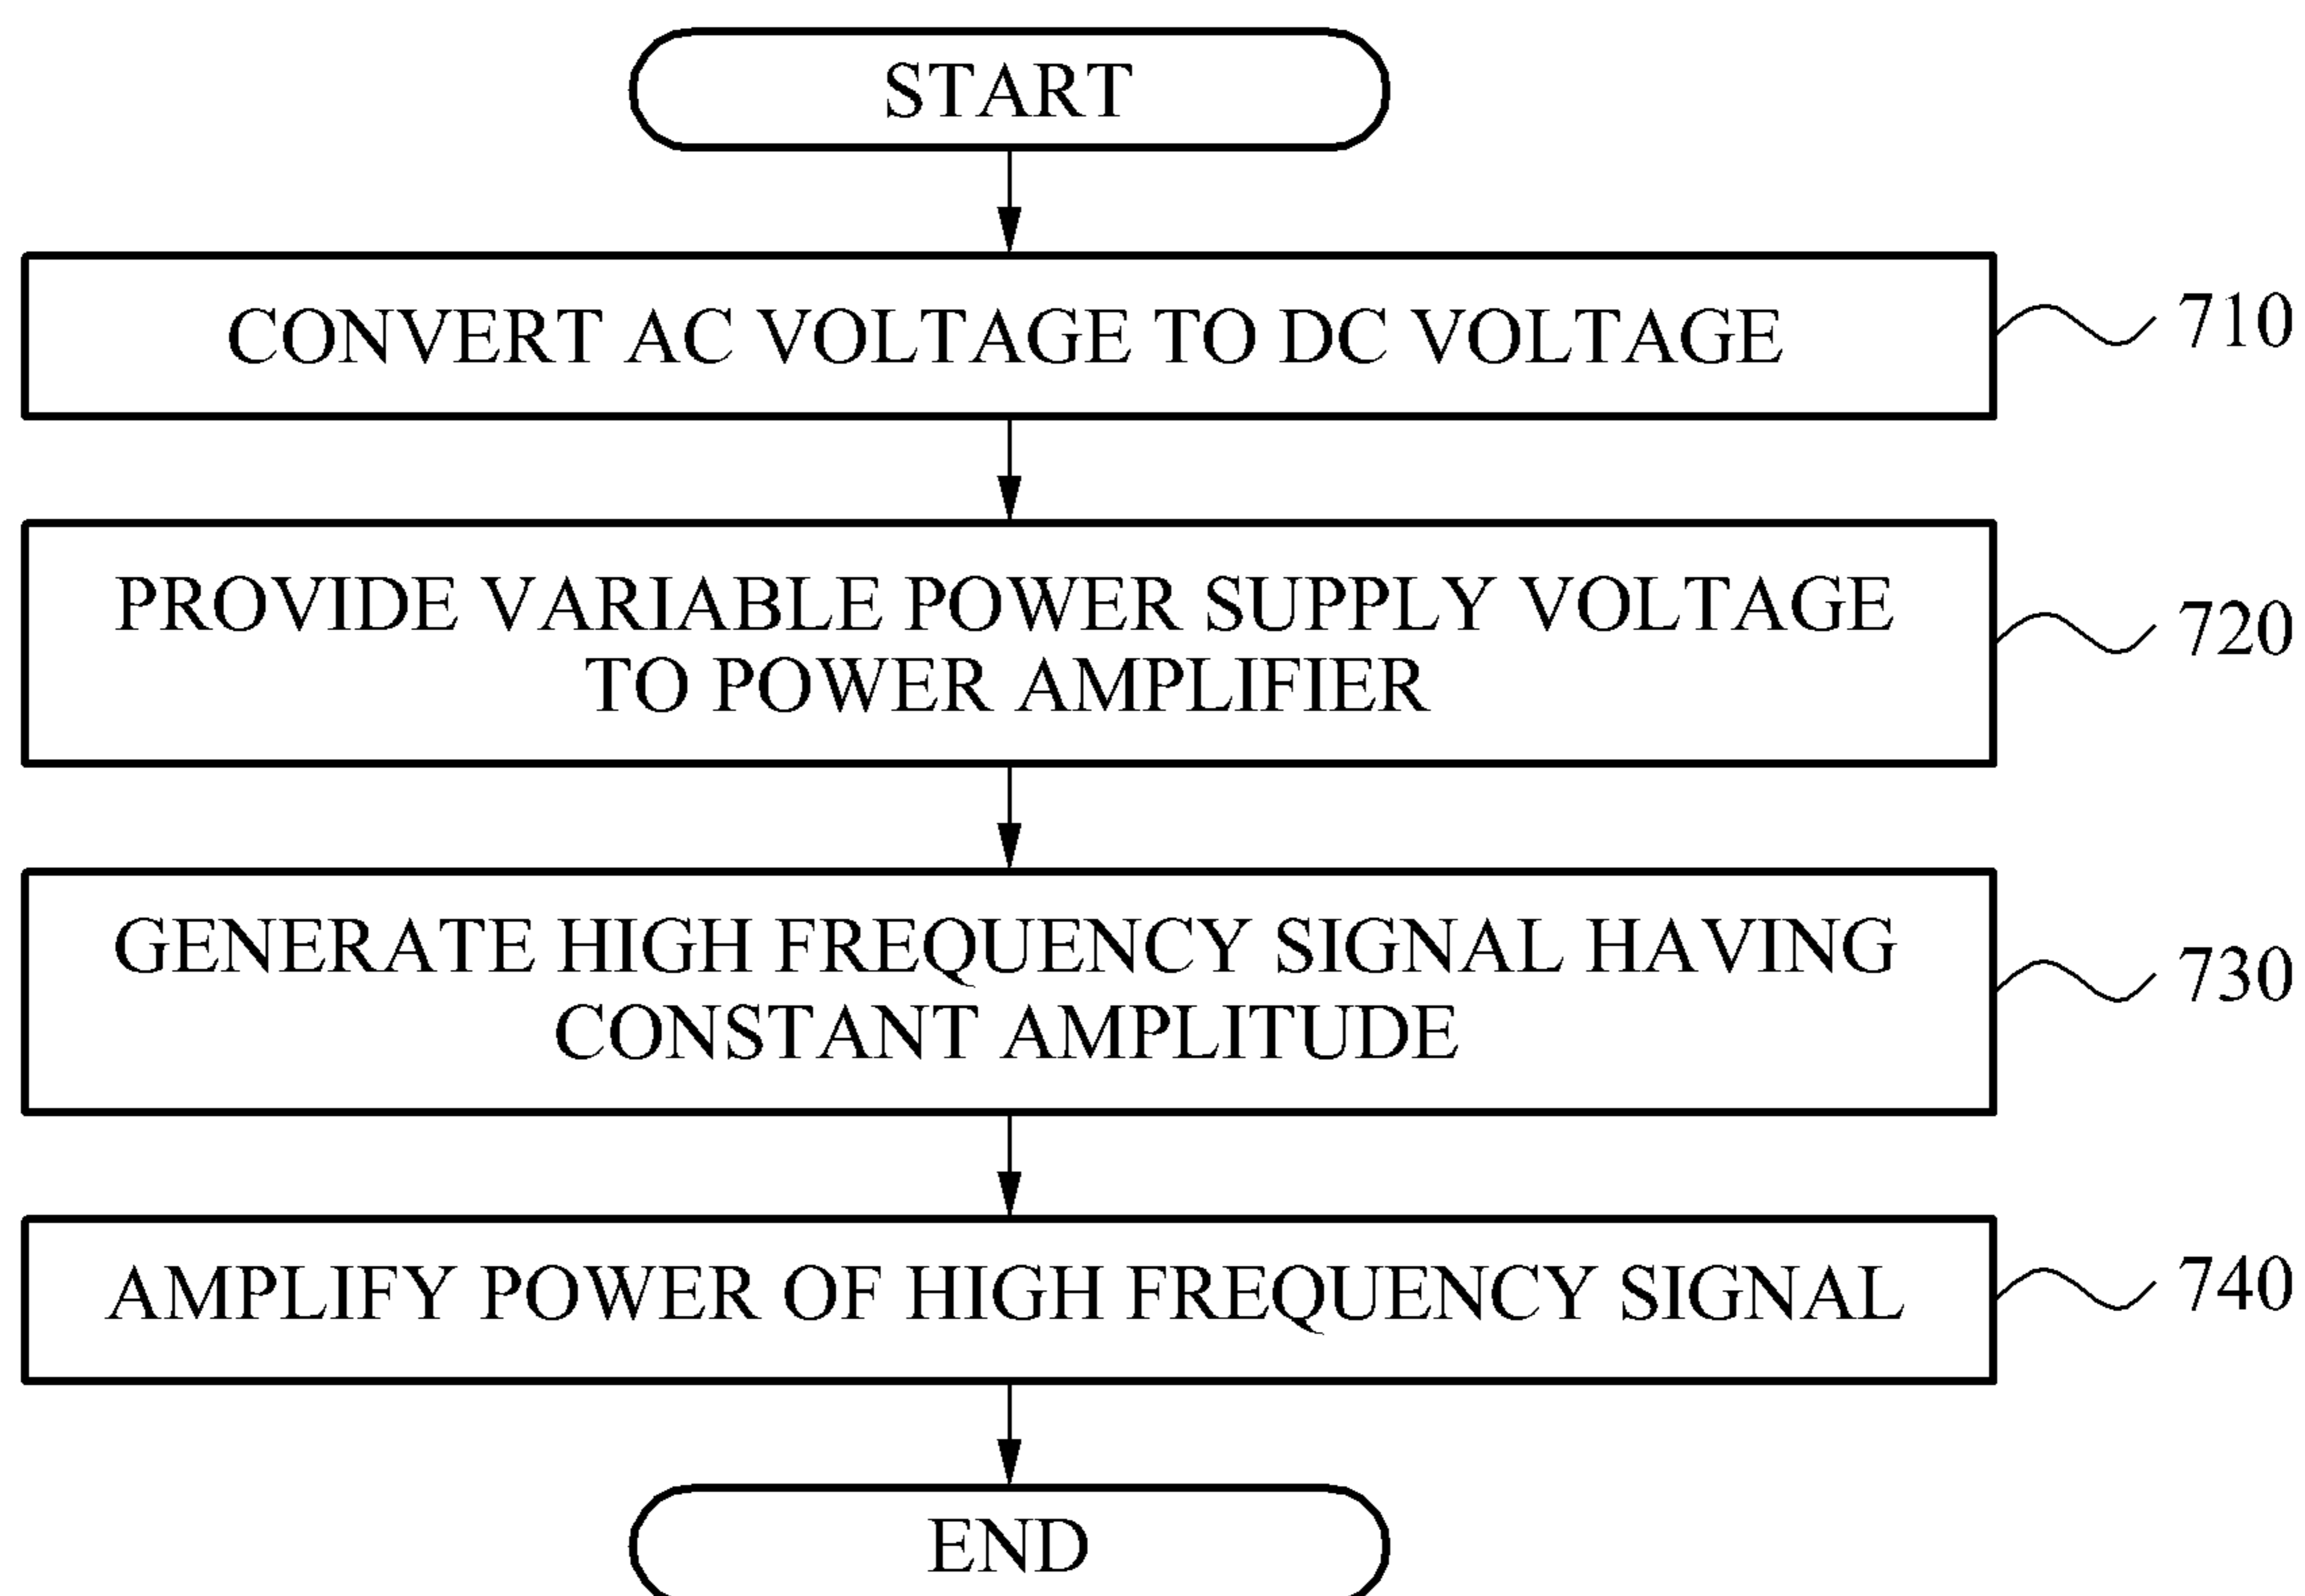 START
CONVERT AC VOLTAGE TO DC VOLTAGE
710
PROVIDE VARIABLE POWER SUPPLY VOLTAGE
TO POWER AMPLIFIER
720
GENERATE HIGH FREQUENCY SIGNAL HAVING
CONSTANT AMPLITUDE
730
AMPLIFY POWER OF HIGH FREQUENCY SIGNAL
740
END